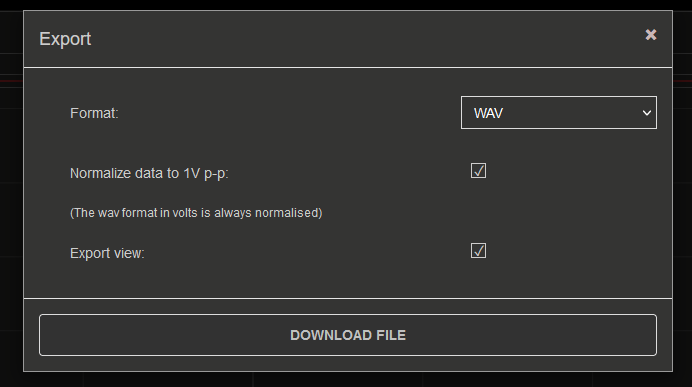 Export
Format:
WAV
Normalize data to 1V p-p:
(The wav format in volts is always normalised)
Export view:
DOWNLOAD FILE